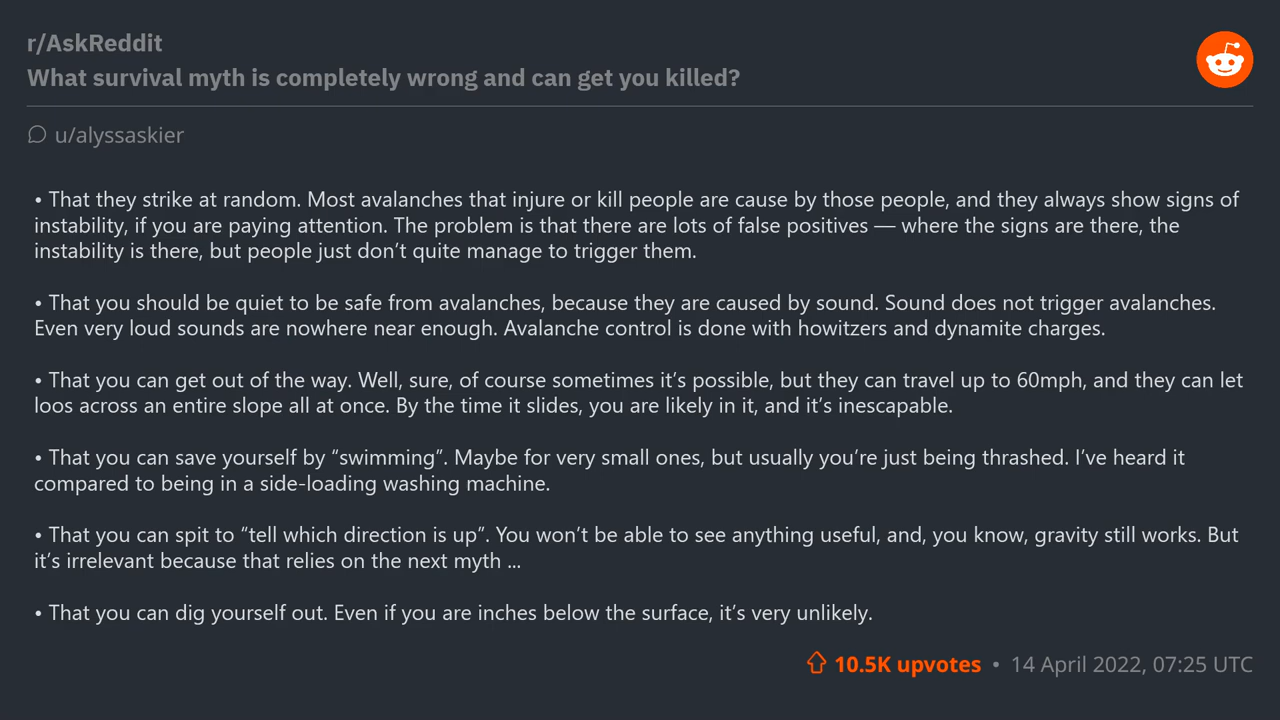 r/AskReddit
What survival myth is completely wrong and can get you killed?
u/alyssaskier
• That they strike at random. Most avalanches that injure or kill people are cause by those people, and they always show signs of
instability, if you are paying attention. The problem is that there are lots of false positives — where the signs are there, the
instability is there, but people just don’t quite manage to trigger them.
• That you should be quiet to be safe from avalanches, because they are caused by sound. Sound does not trigger avalanches.
Even very loud sounds are nowhere near enough. Avalanche control is done with howitzers and dynamite charges.
• That you can get out of the way. Well, sure, of course sometimes it’s possible, but they can travel up to 60mph, and they can let
loos across an entire slope all at once. By the time it slides, you are likely in it, and it’s inescapable.
• That you can save yourself by “swimming”. Maybe for very small ones, but usually you’re just being thrashed. I’ve heard it
compared to being in a side-loading washing machine.
• That you can spit to “tell which direction is up”. You won’t be able to see anything useful, and, you know, gravity still works. But
it’s irrelevant because that relies on the next myth ...
• That you can dig yourself out. Even if you are inches below the surface, it’s very unlikely.
10.5K upvotes • 14 April 2022, 07:25 UTC